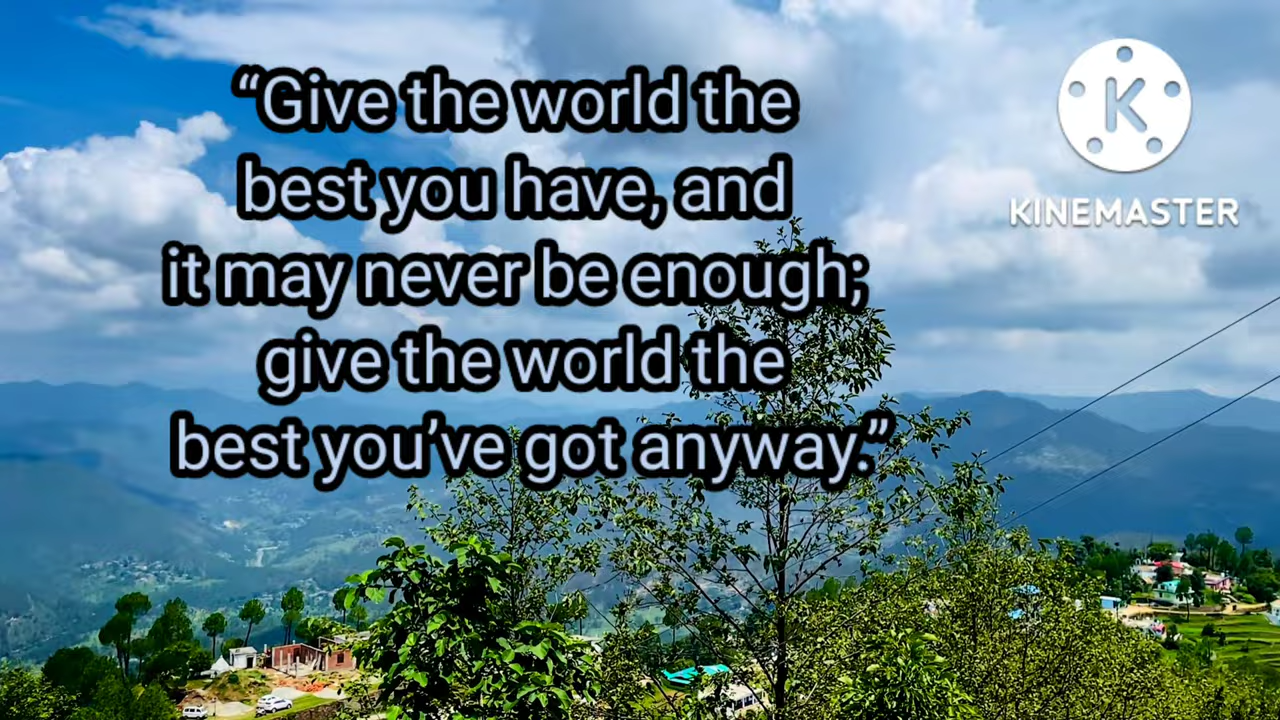 “Give the world the
best you have, and
it may never be enough;
give the world the
best you’ve got anyway.”
K
KINEMASTER